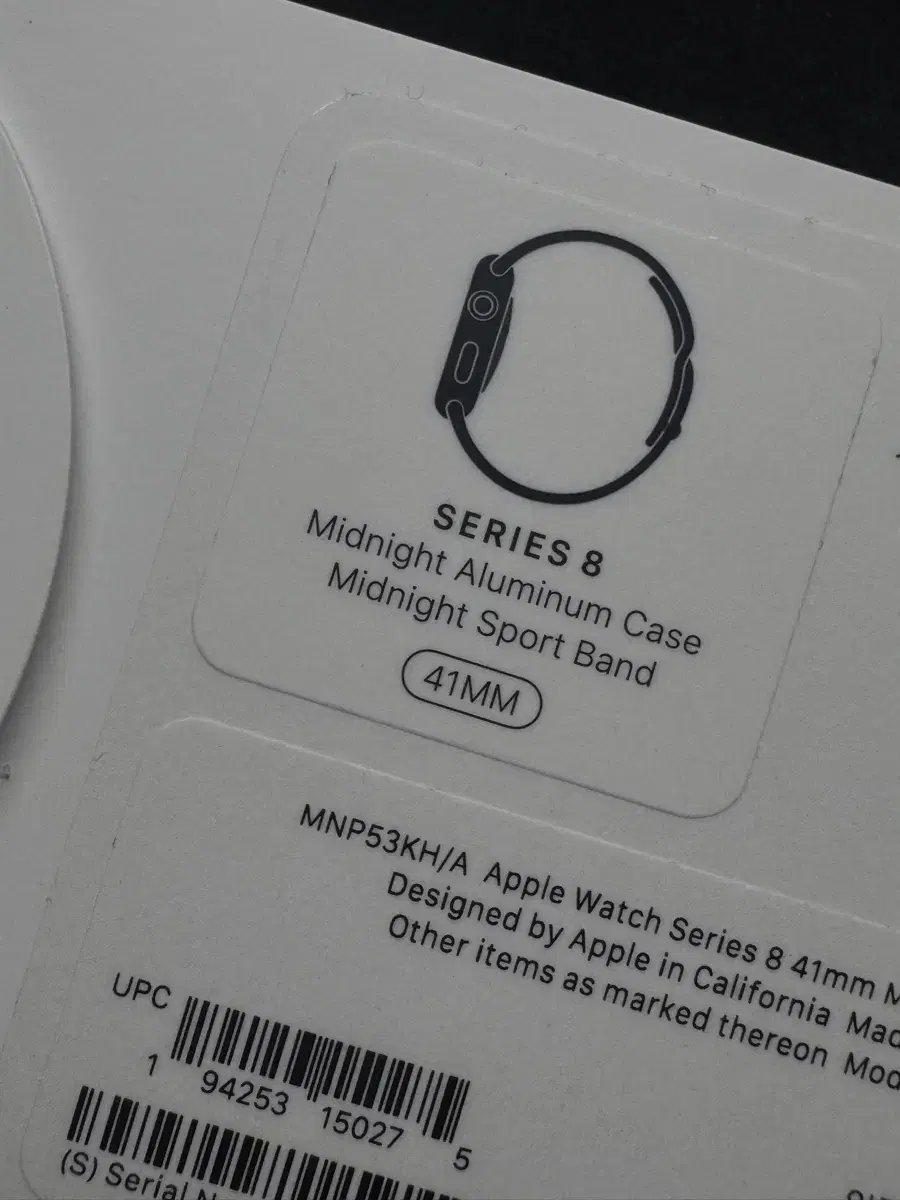 SERIES 8
Midnight Aluminum Case
Midnight Sport Band
41MM
MNP53KH/A Apple Watch Series 8 41mm
Designed by Apple in California
Other items as marked thereon
UPC
1 94253 15027 5
(S) Serial